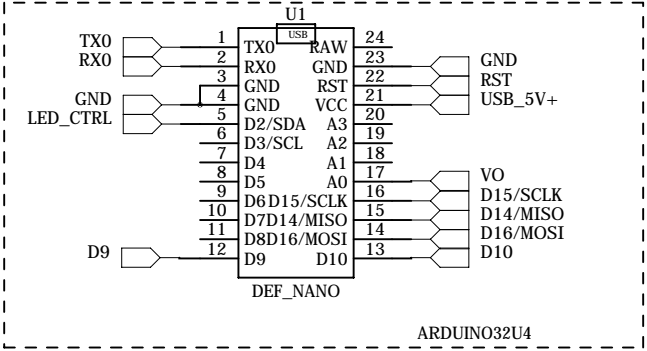 U1
USB
TX0 1 TX0 RAW 24
RX0 2 RX0 GND 23 GND
3 GND RST 22 RST
GND 4 GND VCC 21 USB_5V+
LED_CTRL 5 D2/SDA A3 20
6 D3/SCL A2 19
7 D4 A1 18
8 D5 A0 17 VO
9 D6 D15/SCLK 16 D15/SCLK
10 D7 D14/MISO 15 D14/MISO
11 D8 D16/MOSI 14 D16/MOSI
D9 12 D9 D10 13 D10
DEF_NANO
ARDUINO32U4